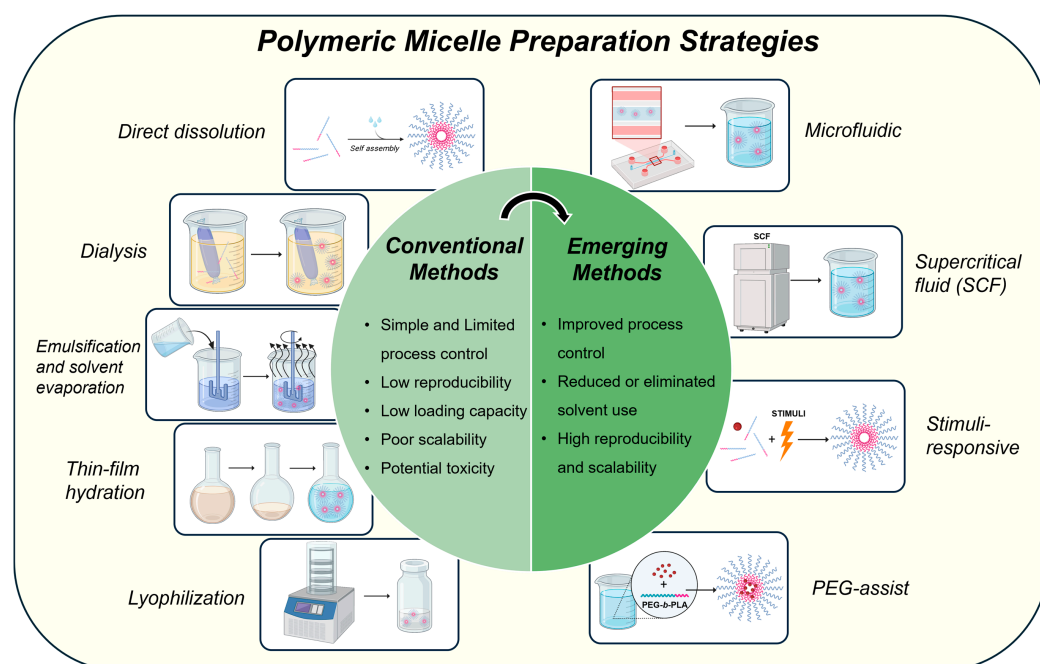 Polymeric Micelle Preparation Strategies
Direct dissolution
Self assembly
Microfluidic
Dialysis
SCF
Supercritical
fluid (SCF)
Conventional
Methods
Emerging
Methods
Emulsification
and solvent
evaporation
• Simple and Limited
process control
• Low reproducibility
• Low loading capacity
• Poor scalability
• Potential toxicity
• Improved process
control
• Reduced or eliminated
solvent use
• High reproducibility
and scalability
STIMULI
+
Stimuli-
responsive
Thin-film
hydration
Lyophilization
+
PEG-b-PLA
PEG-assist